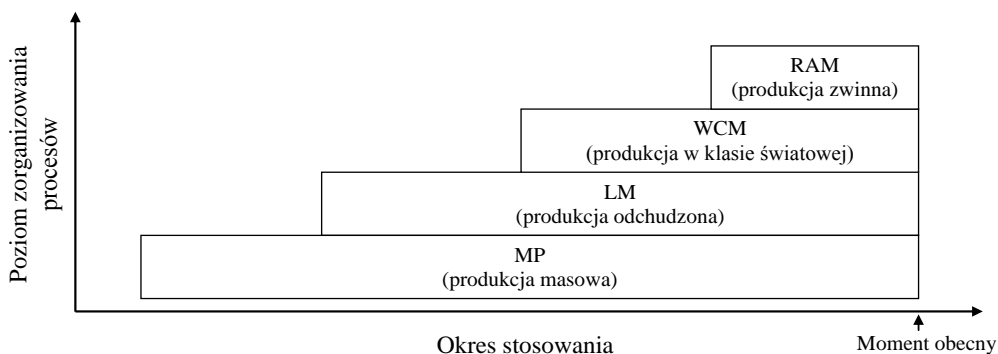 Poziom zorganizowania
procesów
RAM
(produkcja zwinna)
WCM
(produkcja w klasie światowej)
LM
(produkcja odchudzona)
MP
(produkcja masowa)
Okres stosowania
Moment obecny